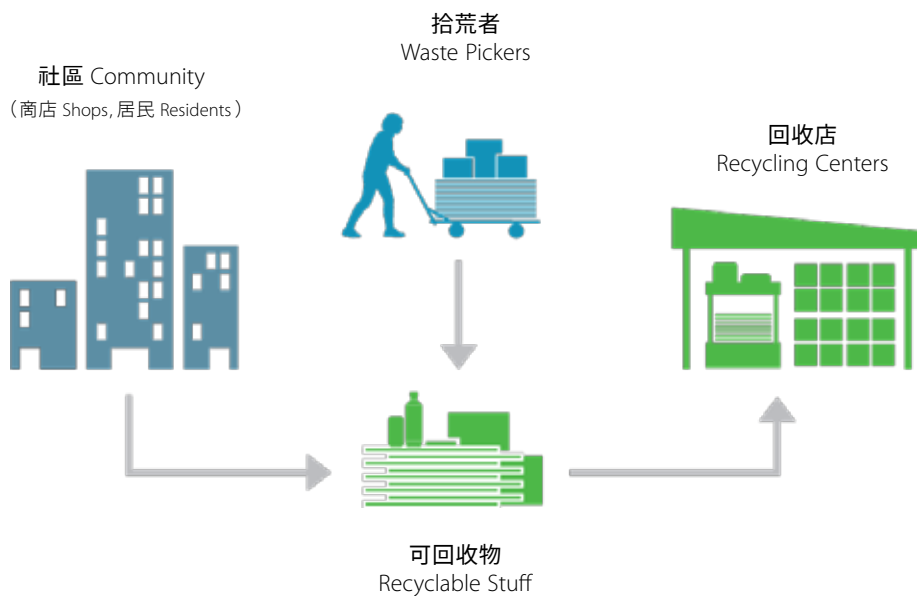 拾荒者
Waste Pickers
社區 Community
（商店 Shops, 居民 Residents）
回收店
Recycling Centers
可回收物
Recyclable Stuff